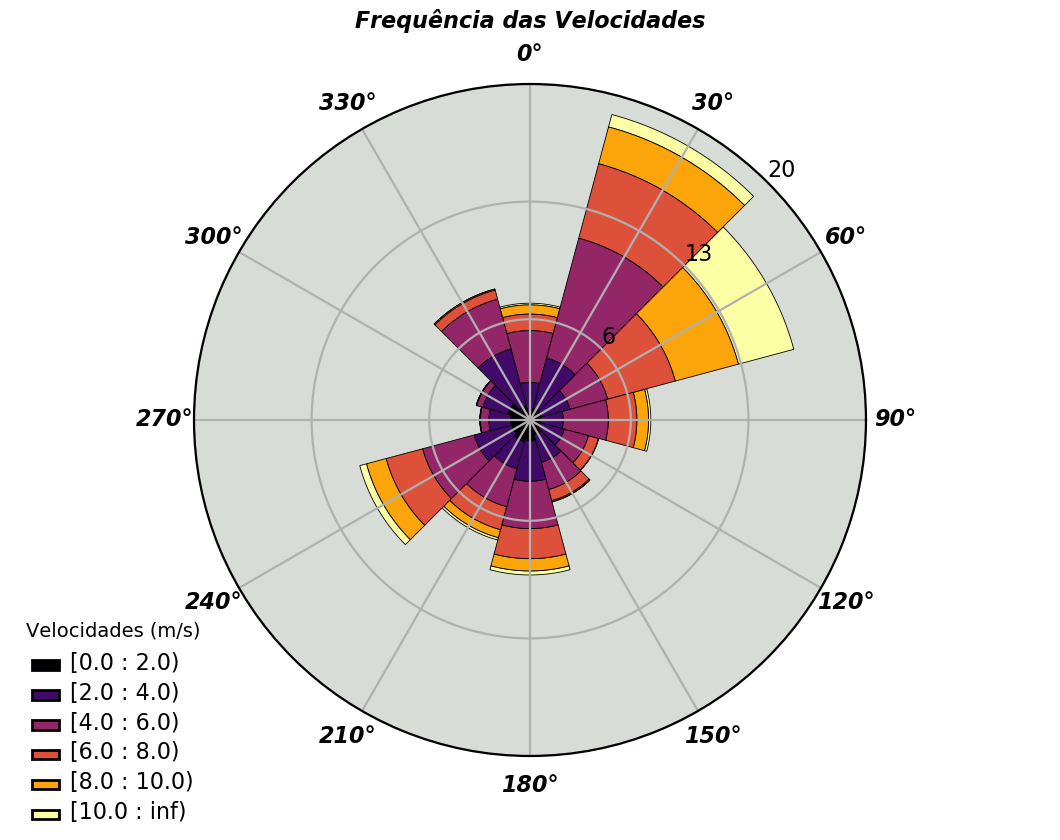 Frequência das Velocidades
0°
330°
30°
20
300°
60°
13
6
270°
90°
240°
120°
210°
150°
180°
Velocidades (m/s)
[0.0 : 2.0)
[2.0 : 4.0)
[4.0 : 6.0)
[6.0 : 8.0)
[8.0 : 10.0)
[10.0 : inf)